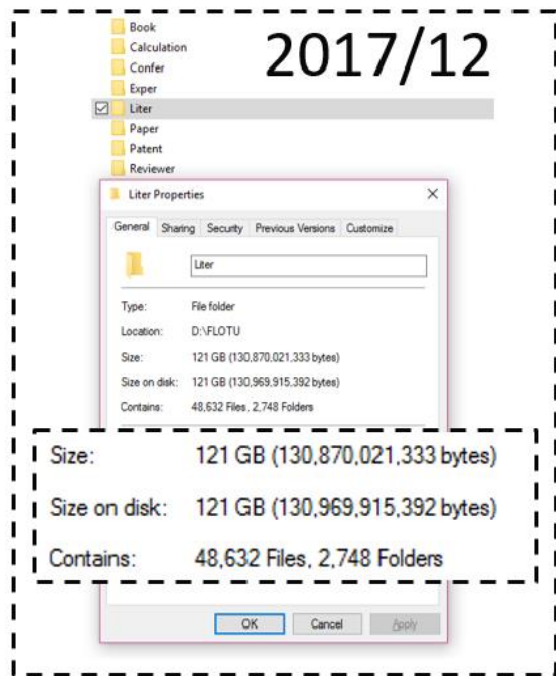 Book
Calculation
Confer
Exper
Liter
Paper
Patent
Reviewer
2017/12
Liter Properties
General Sharing Security Previous Versions Customize
Liter
Type: File folder
Location: D:\FLOTU
Size: 121 GB (130,870,021,333 bytes)
Size on disk: 121 GB (130,969,915,392 bytes)
Contains: 48,632 Files, 2,748 Folders
Size: 121 GB (130,870,021,333 bytes)
Size on disk: 121 GB (130,969,915,392 bytes)
Contains: 48,632 Files, 2,748 Folders
OK Cancel Apply